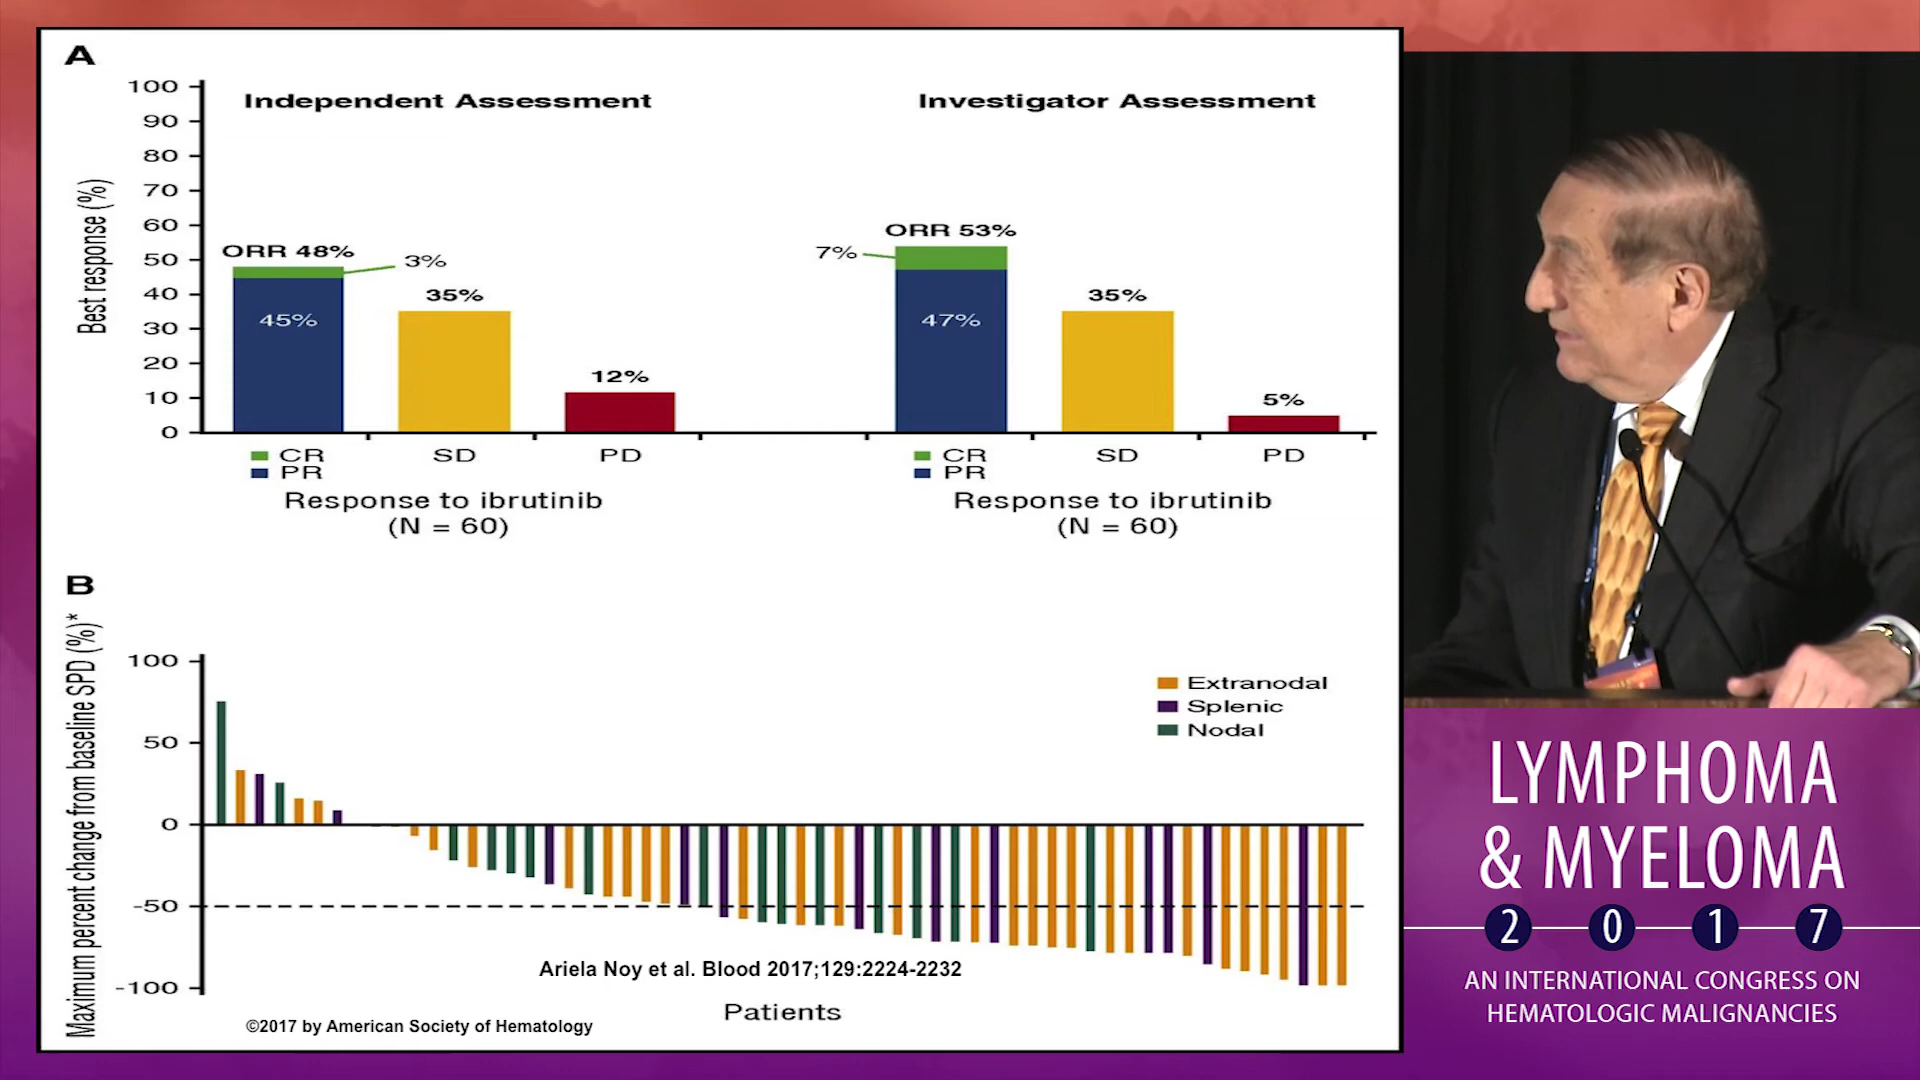 A
Independent Assessment
Investigator Assessment
Best response (%)
100
90
80
70
60
50
40
30
20
10
0
ORR 48%
3%
45%
35%
12%
ORR 53%
7%
47%
35%
5%
CR
PR
SD
PD
CR
PR
SD
PD
Response to ibrutinib
(N = 60)
Response to ibrutinib
(N = 60)
B
Maximum percent change from baseline SPD (%)*
100
50
0
-50
-100
Extranodal
Splenic
Nodal
Ariela Noy et al. Blood 2017;129:2224-2232
Patients
©2017 by American Society of Hematology
LYMPHOMA
& MYELOMA
2 0 1 7
AN INTERNATIONAL CONGRESS ON
HEMATOLOGIC MALIGNANCIES